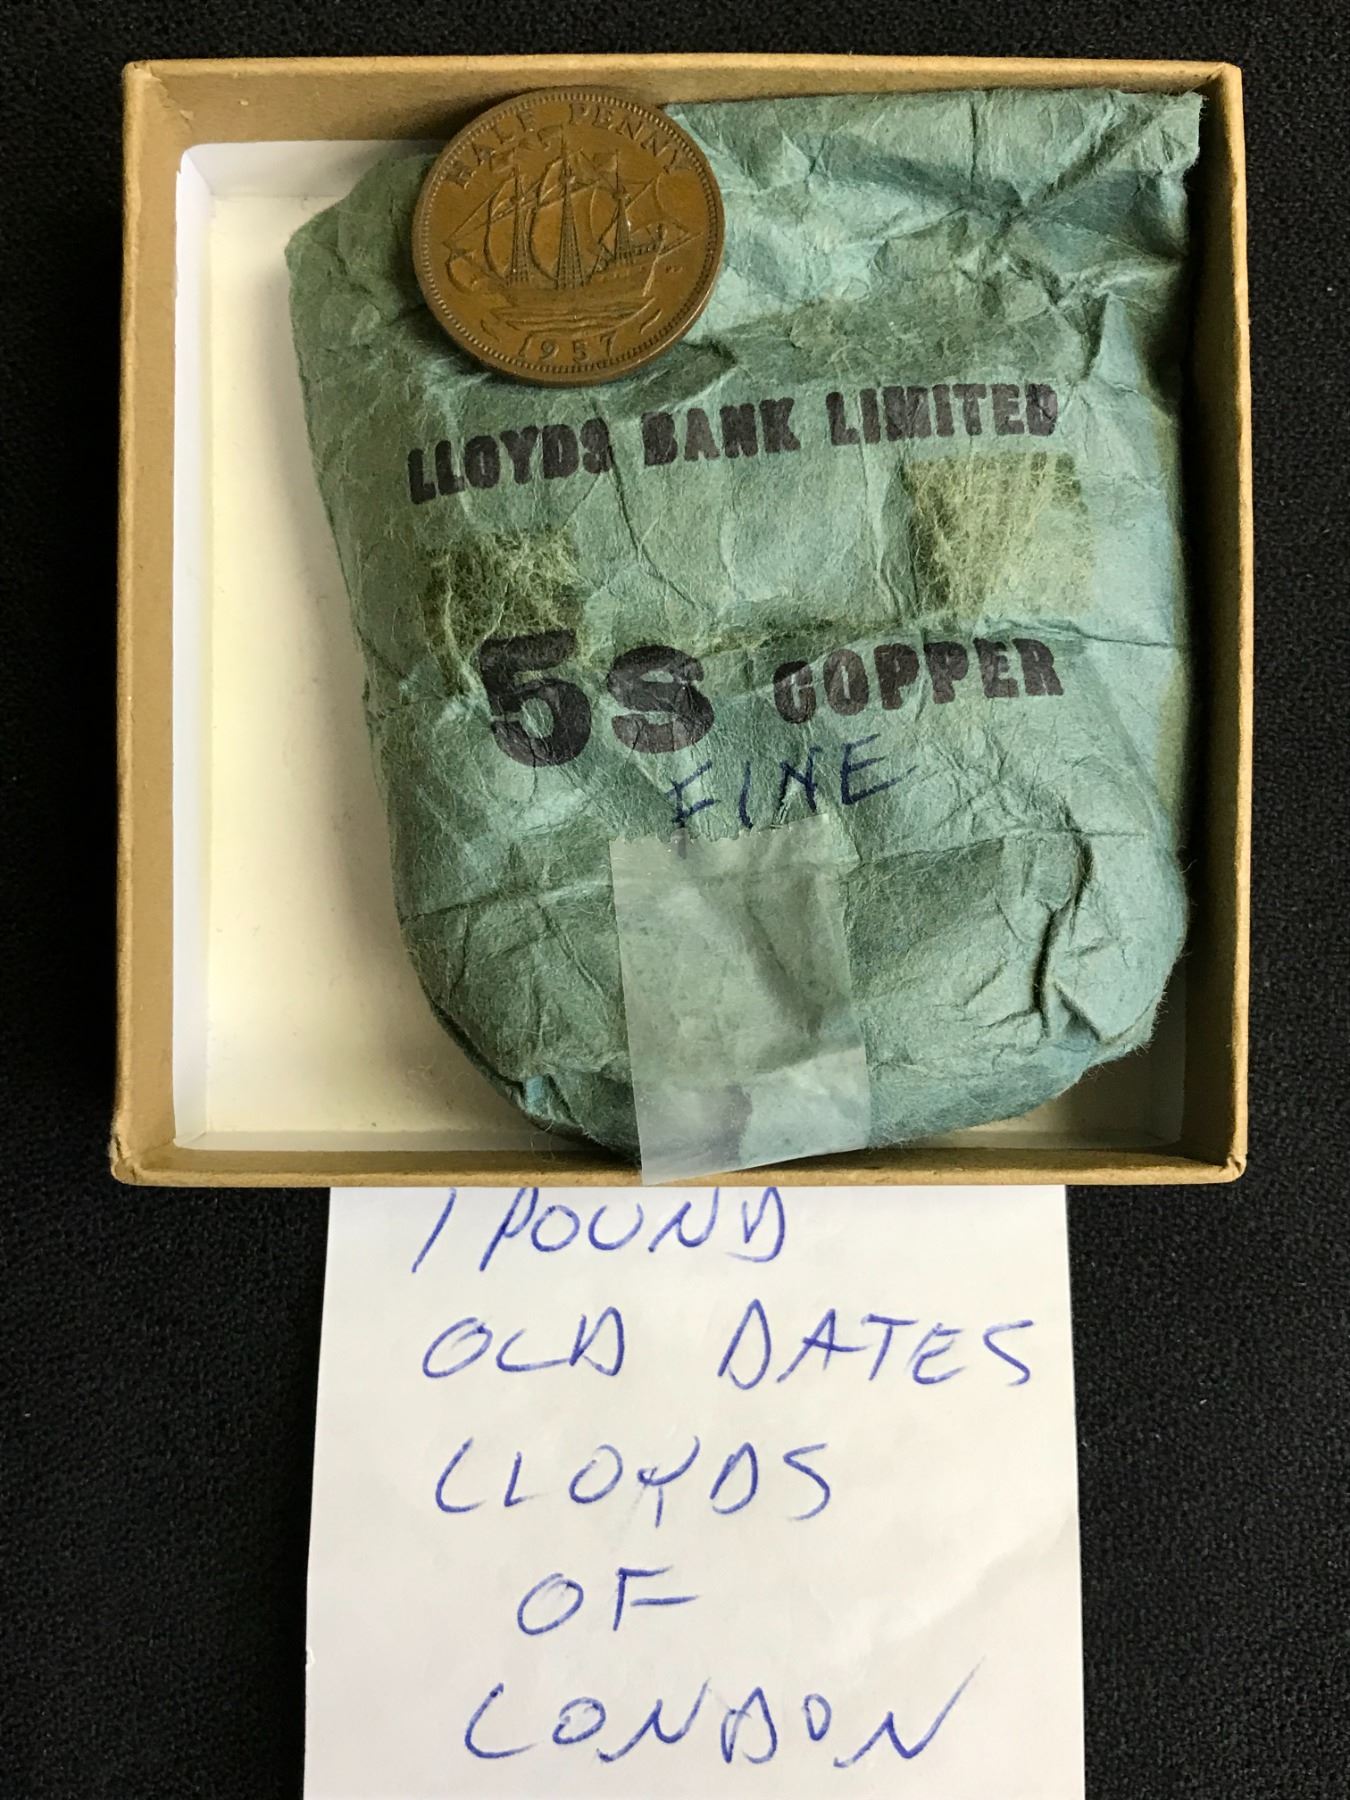 HALF PENNY
1957
LLOYDS BANK LIMITED
5s COPPER
FINE
1 POUND
OLD DATES
LLOYDS
OF
LONDON